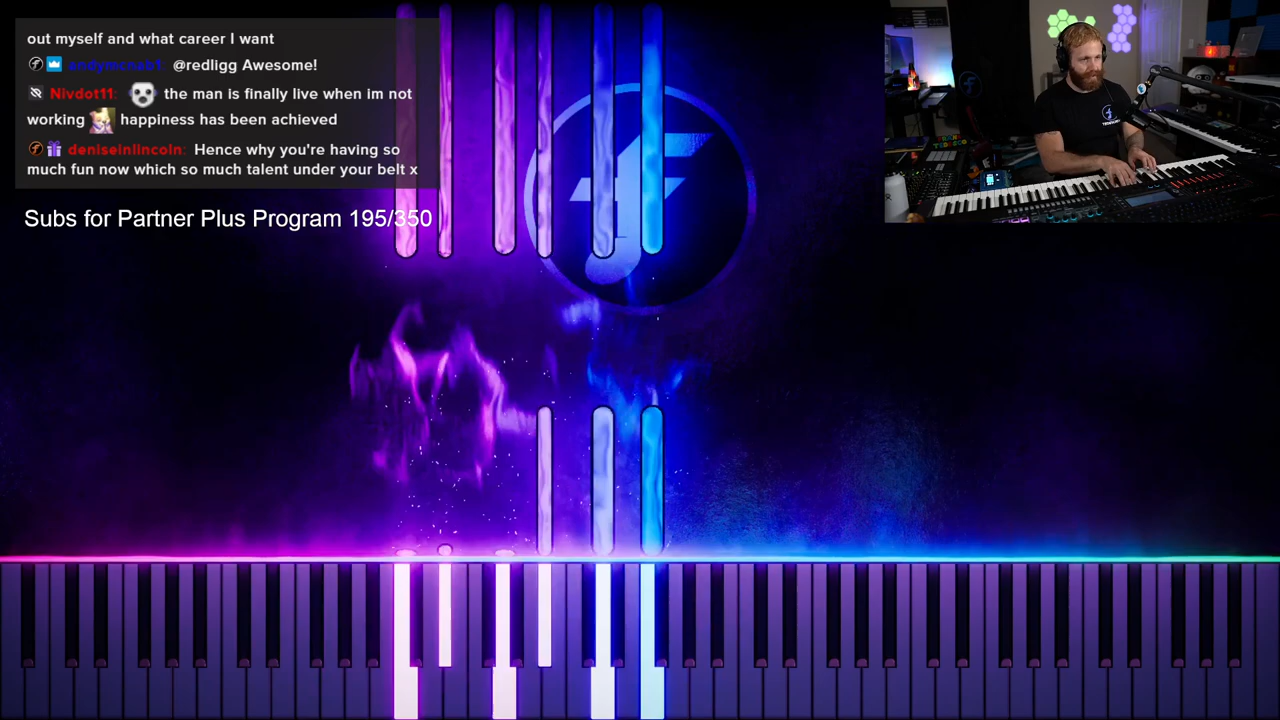 out myself and what career I want
andymcnab1: @redligg Awesome!
Nivdot11: the man is finally live when im not
working happiness has been achieved
deniseinlincoln: Hence why you're having so
much fun now which so much talent under your belt x
Subs for Partner Plus Program 195/350